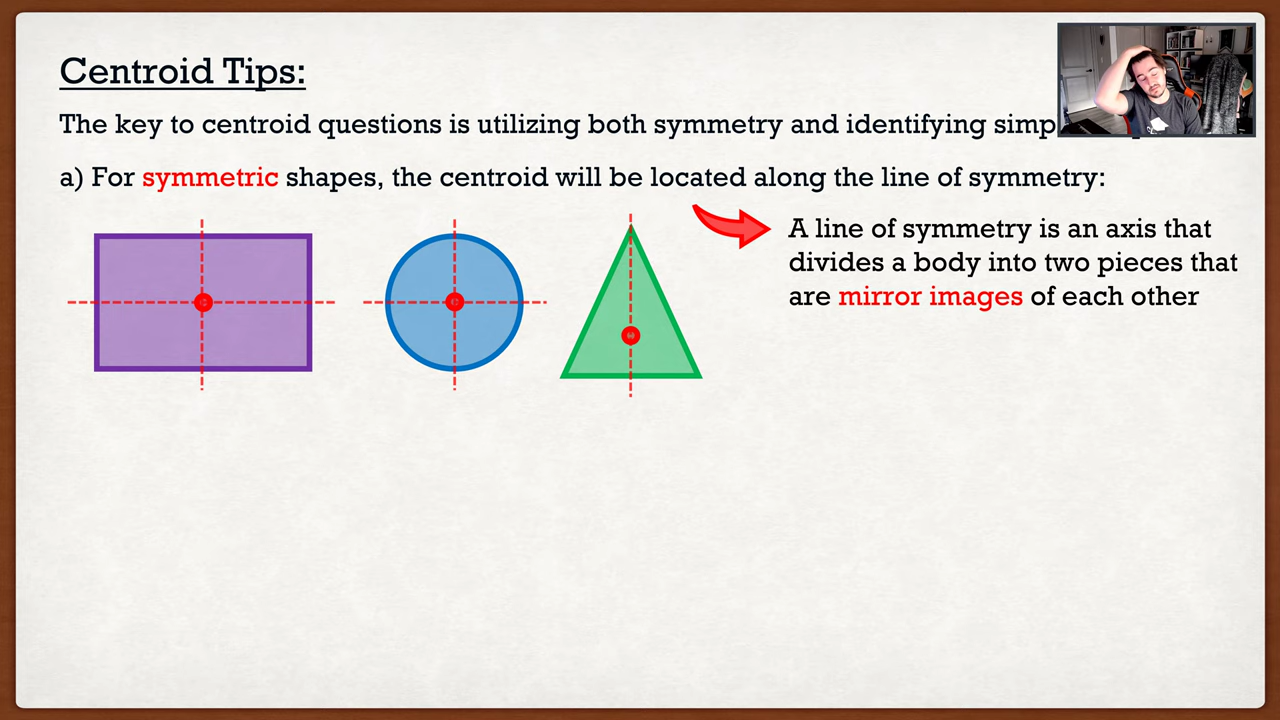 Centroid Tips:
The key to centroid questions is utilizing both symmetry and identifying
a) For symmetric shapes, the centroid will be located along the line of symmetry:
A line of symmetry is an axis that
divides a body into two pieces that
are mirror images of each other